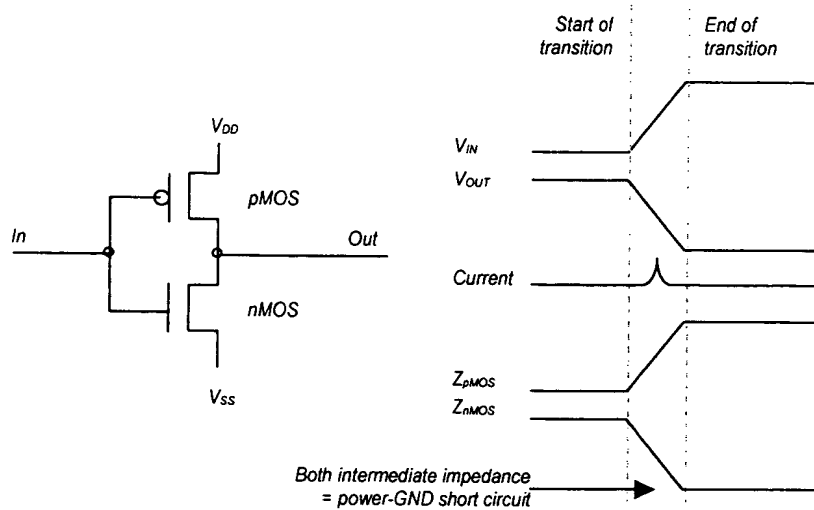 Start of
transition
End of
transition
VDD
pMOS
In
Out
nMOS
VSS
VIN
VOUT
Current
ZpMOS
ZnMOS
Both intermediate impedance
= power-GND short circuit